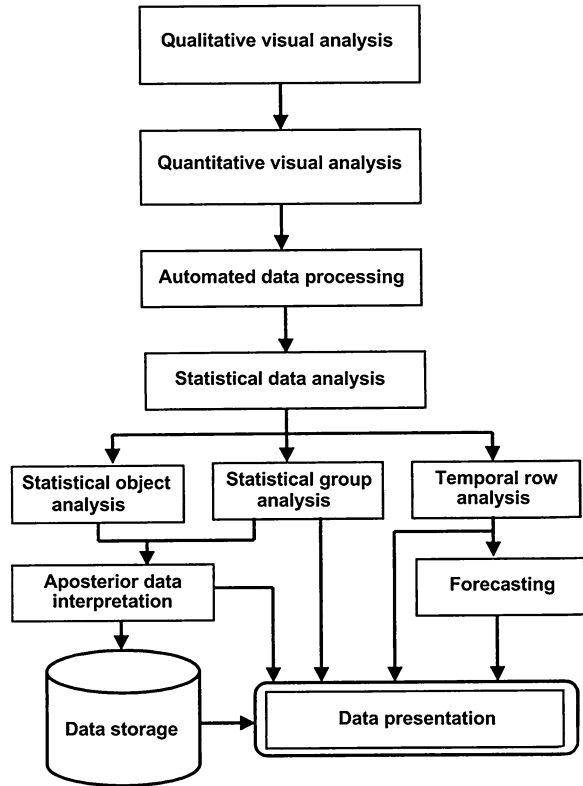 Qualitative visual analysis
Quantitative visual analysis
Automated data processing
Statistical data analysis
Statistical object
analysis
Statistical group
analysis
Temporal row
analysis
Aposterior data
interpretation
Forecasting
Data storage
Data presentation